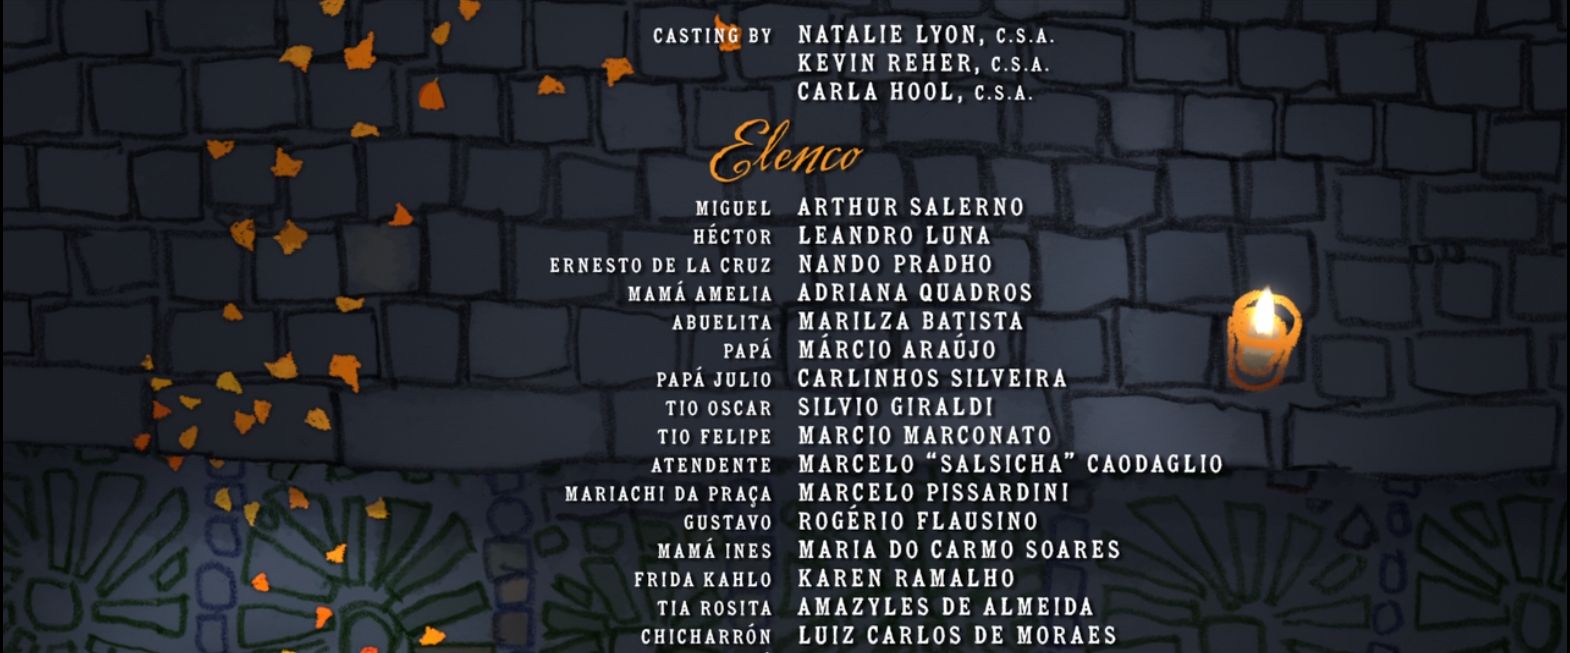 CASTING BY NATALIE LYON, C.S.A.
KEVIN REHER, C.S.A.
CARLA HOOL, C.S.A.
Elenco
MIGUEL ARTHUR SALERNO
HÉCTOR LEANDRO LUNA
ERNESTO DE LA CRUZ NANDO PRADHO
MAMÁ AMELIA ADRIANA QUADROS
ABUELITA MARILZA BATISTA
PAPÁ MÁRCIO ARAÚJO
PAPÁ JULIO CARLINHOS SILVEIRA
TIO OSCAR SILVIO GIRALDI
TIO FELIPE MARCIO MARCONATO
ATENDENTE MARCELO “SALSICHA” CAODAGLIO
MARIACHI DA PRAÇA MARCELO PISSARDINI
GUSTAVO ROGÉRIO FLAUSINO
MAMÁ INES MARIA DO CARMO SOARES
FRIDA KAHLO KAREN RAMALHO
TIA ROSITA AMAZYLES DE ALMEIDA
CHICHARRÓN LUIZ CARLOS DE MORAES